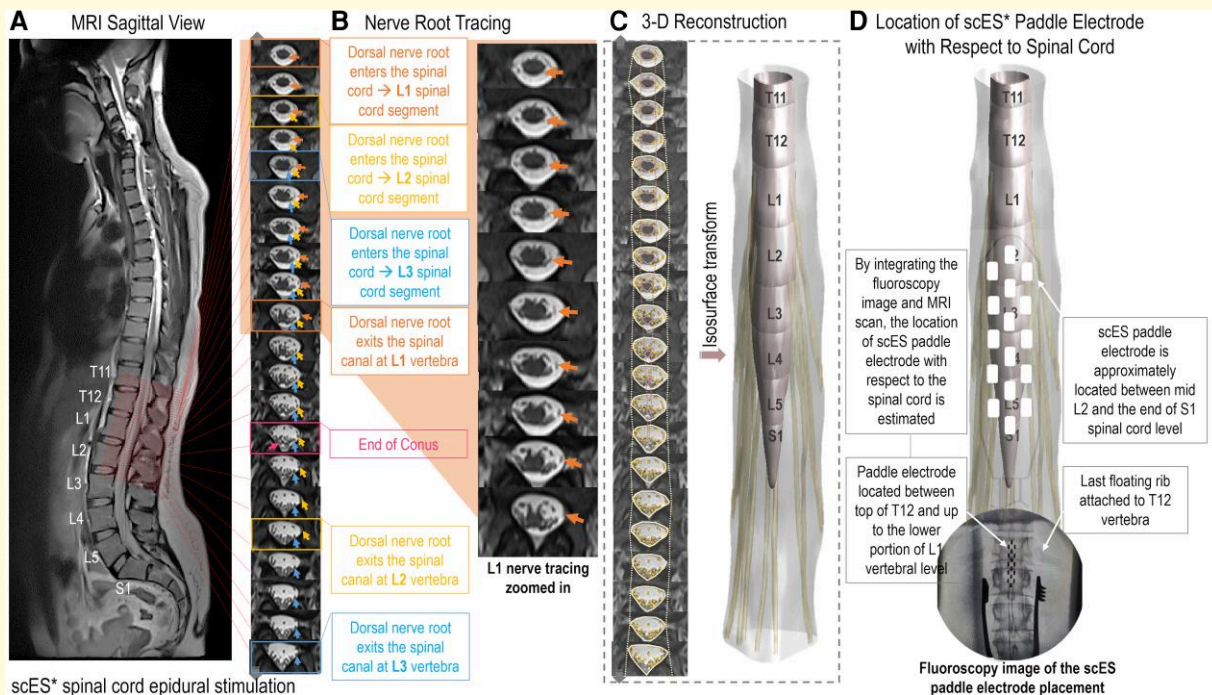 A
MRI Sagittal View
T11
T12
L1
L2
L3
L4
L5
S1
scES* spinal cord epidural stimulation
B
Nerve Root Tracing
Dorsal nerve root
enters the spinal
cord → L1 spinal
cord segment
Dorsal nerve root
enters the spinal
cord → L2 spinal
cord segment
Dorsal nerve root
enters the spinal
cord → L3 spinal
cord segment
Dorsal nerve root
exits the spinal
canal at L1 vertebra
End of Conus
Dorsal nerve root
exits the spinal
canal at L2 vertebra
Dorsal nerve root
exits the spinal
canal at L3 vertebra
L1 nerve tracing
zoomed in
C
3-D Reconstruction
Isosurface transform
T11
T12
L1
L2
L3
L4
L5
S1
D
Location of scES* Paddle Electrode
with Respect to Spinal Cord
T11
T12
L1
2
L3
4
L5
S1
By integrating the
fluoroscopy
image and MRI
scan, the location
of scES paddle
electrode with
respect to the
spinal cord is
estimated
scES paddle
electrode is
approximately
located between mid
L2 and the end of S1
spinal cord level
Paddle electrode
located between
top of T12 and up
to the lower
portion of L1
vertebral level
Last floating rib
attached to T12
vertebra
Fluoroscopy image of the scES
paddle electrode placement